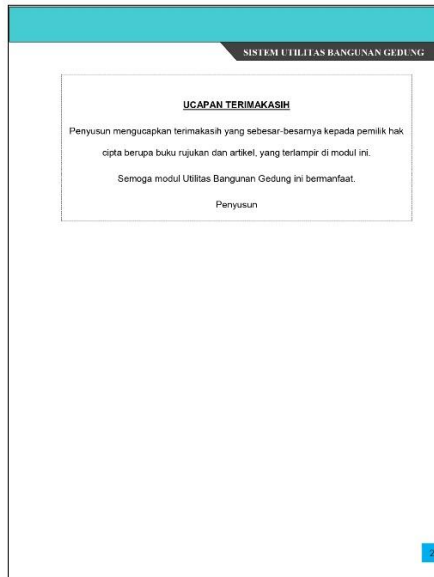 SISTEM UTILITAS BANGUNAN GEDUNG
UCAPAN TERIMAKASIH
Penyusun mengucapkan terimakasih yang sebesar-besarnya kepada pemilik hak
cipta berupa buku rujukan dan artikel, yang terlampir di modul ini.
Semoga modul Utilitas Bangunan Gedung ini bermanfaat.
Penyusun
2